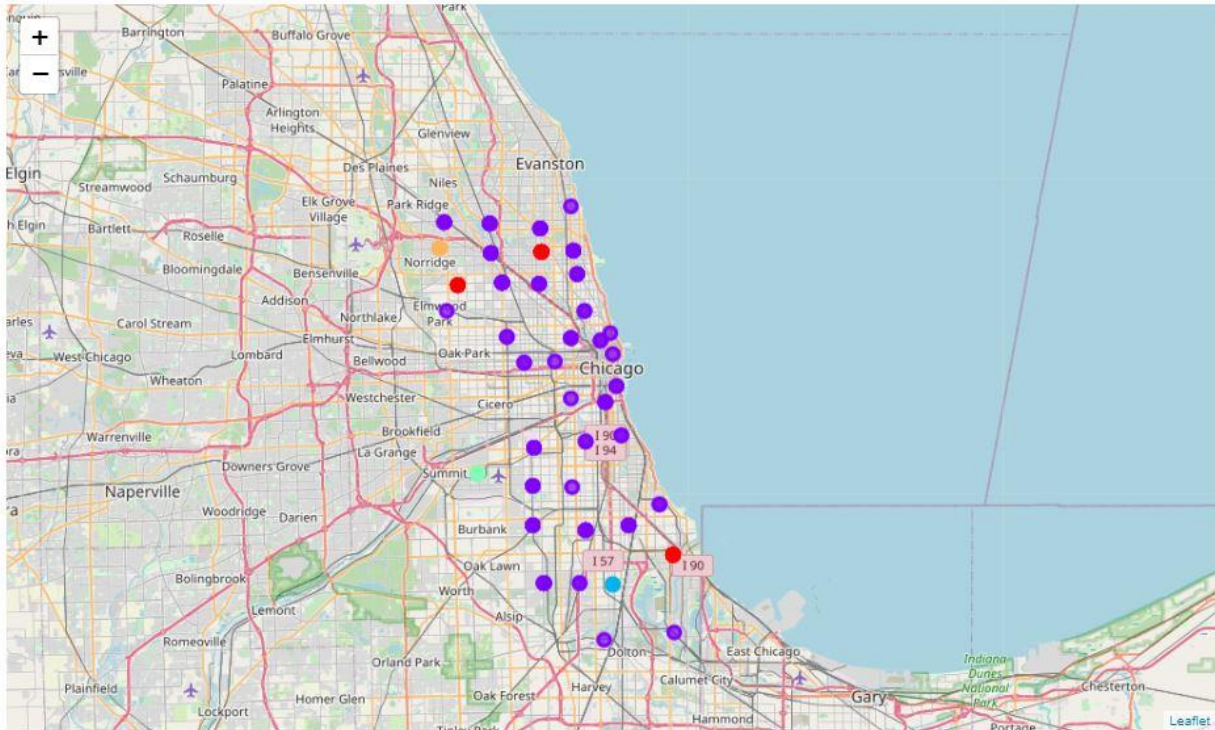 Park
+
Barrington
Buffalo Grove
−
Palatine
Arlington
Heights
Glenview
Des Plaines
Evanston
Elgin
Schaumburg
Niles
Streamwood
Elk Grove
Village
Park Ridge
Bartlett
Roselle
Norridge
Bensenville
Bloomingdale
Addison
Elmwood
Park
Northlake
Carol Stream
Elmhurst
Oak Park
West Chicago
Lombard
Bellwood
Chicago
Wheaton
Westchester
Cicero
Brookfield
Warrenville
La Grange
I 90
I 94
Downers Grove
Summit
Naperville
Woodridge
Darien
Burbank
I 57
I 90
Oak Lawn
Bolingbrook
Worth
Lemont
Alsip
Romeoville
Dolton
East Chicago
Orland Park
Indiana
Dunes
National
Park
Calumet City
Plainfield
Harvey
Chesterton
Homer Glen
Oak Forest
Gary
Lockport
Hammond
Tinley Park
Portage
Leaflet